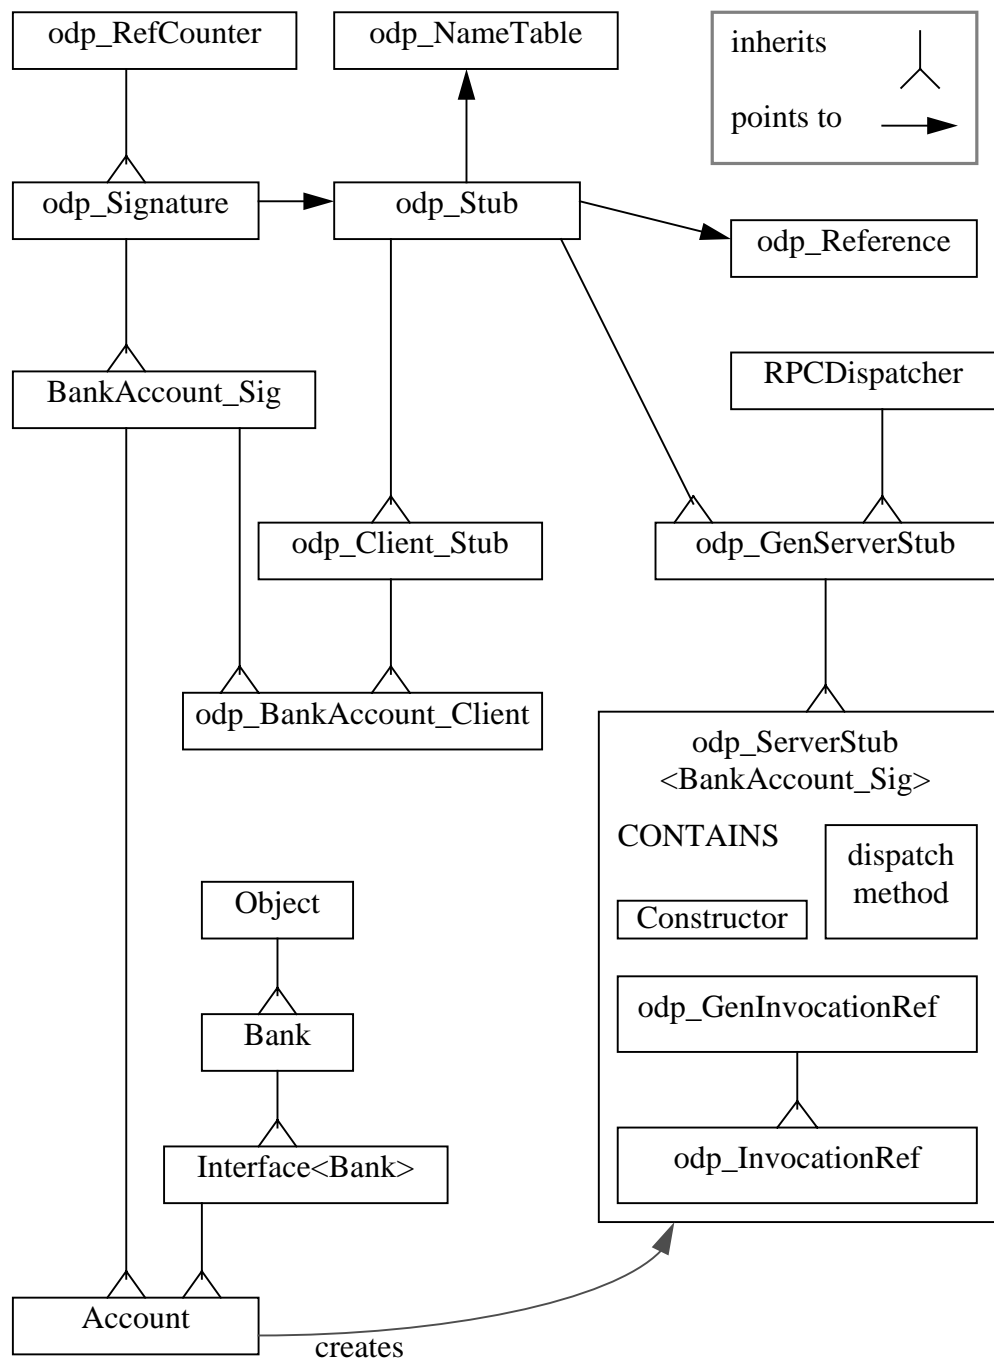 odp_RefCounter
odp_NameTable
inherits
points to
odp_Signature
odp_Stub
odp_Reference
BankAccount_Sig
RPCDispatcher
odp_Client_Stub
odp_GenServerStub
odp_BankAccount_Client
odp_ServerStub
<BankAccount_Sig>
CONTAINS
dispatch
method
Constructor
Object
odp_GenInvocationRef
Bank
Interface<Bank>
odp_InvocationRef
Account
creates